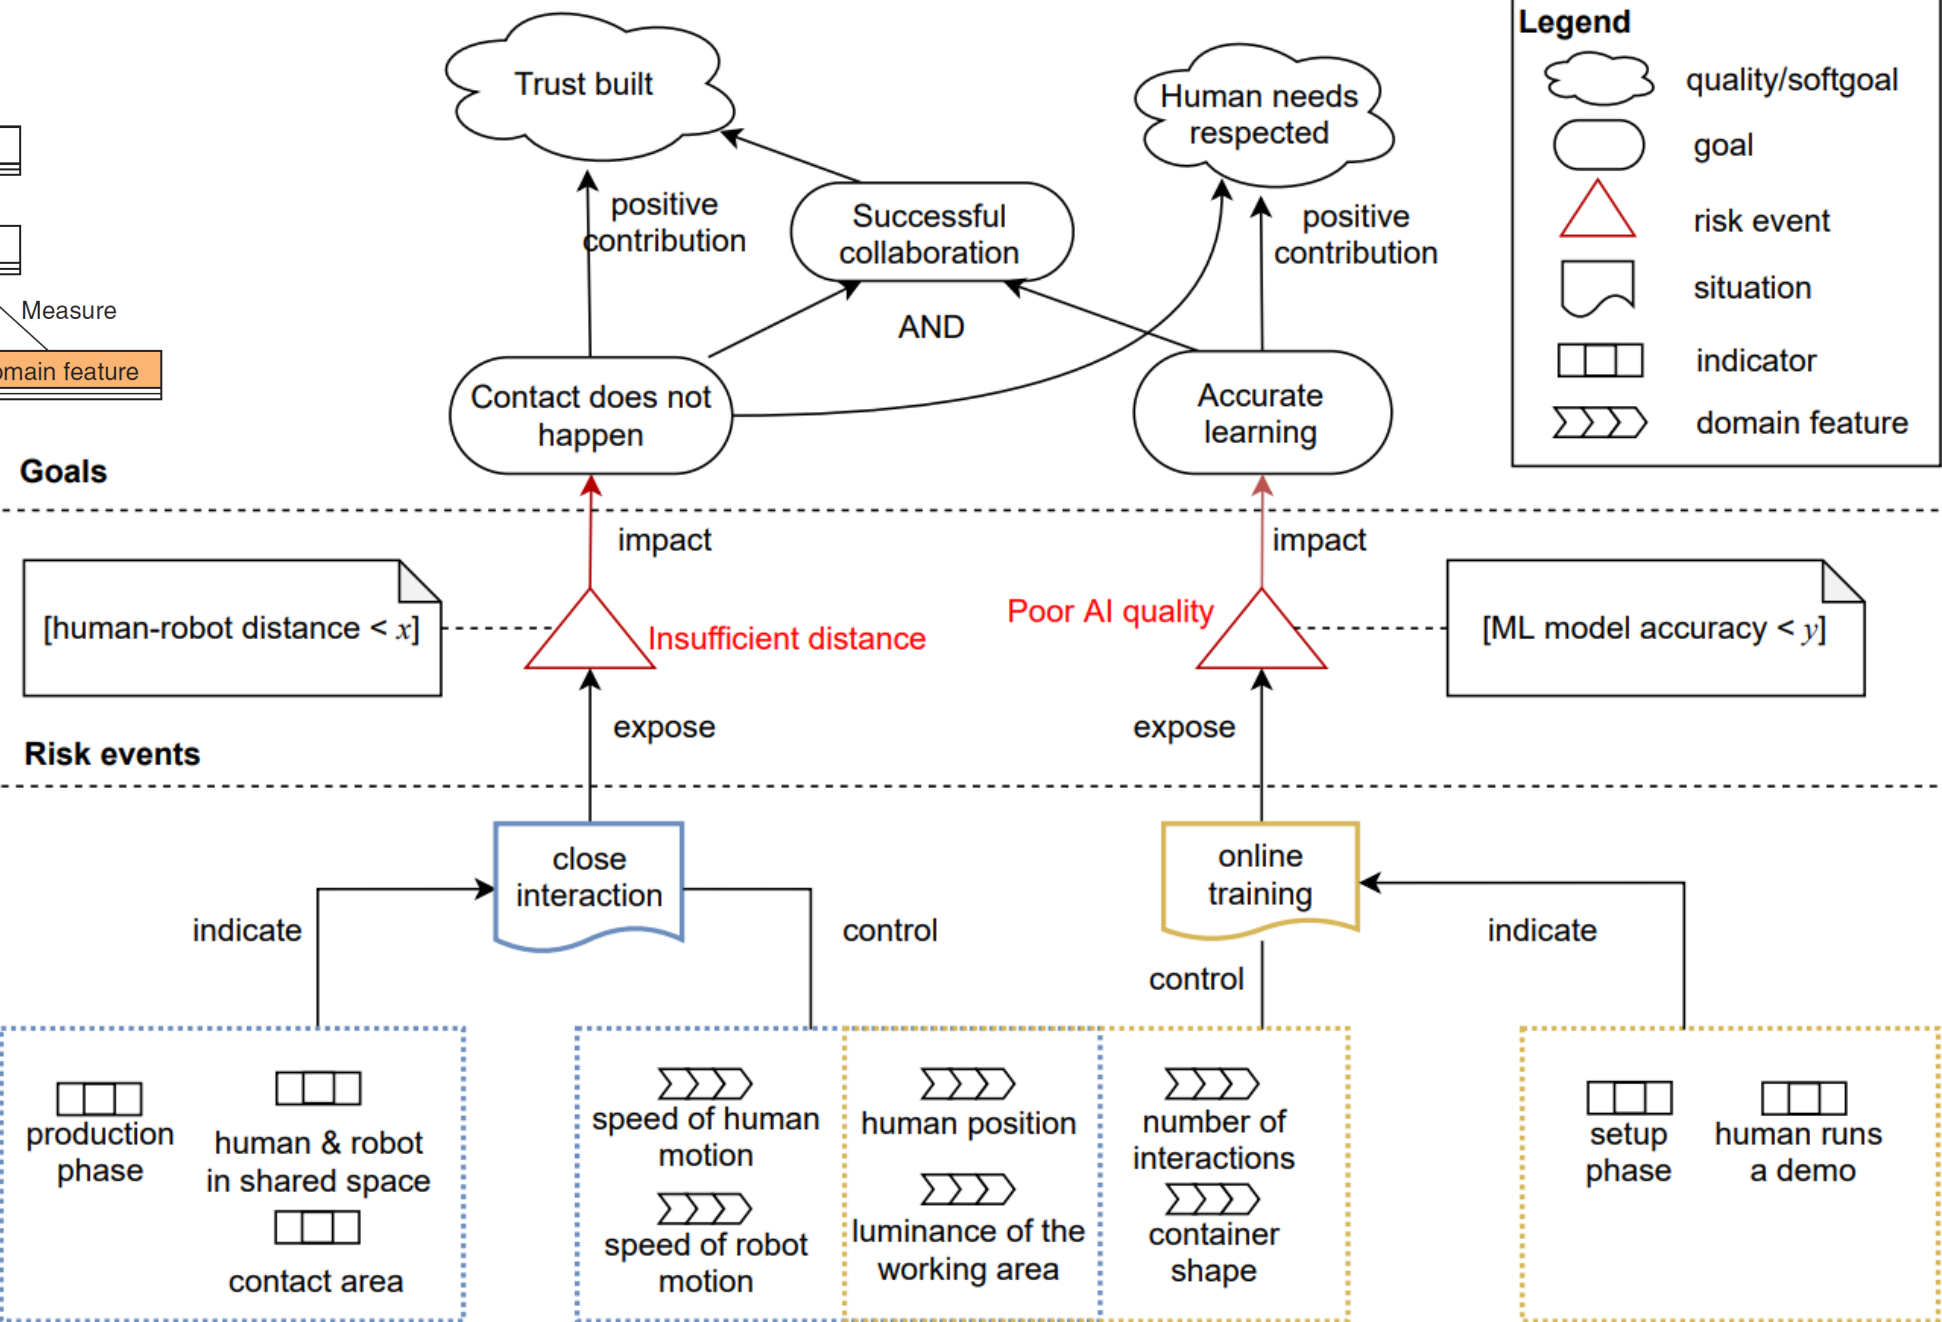 Trust built
Human needs
respected
Legend
quality/softgoal
goal
risk event
situation
indicator
domain feature
positive
contribution
Successful
collaboration
positive
contribution
Measure
AND
omain feature
Contact does not
happen
Accurate
learning
Goals
impact
impact
[human-robot distance < x]
Insufficient distance
Poor AI quality
[ML model accuracy < y]
expose
expose
Risk events
close
interaction
online
training
indicate
control
control
indicate
production
phase
human & robot
in shared space
contact area
speed of human
motion
speed of robot
motion
human position
luminance of the
working area
number of
interactions
container
shape
setup
phase
human runs
a demo